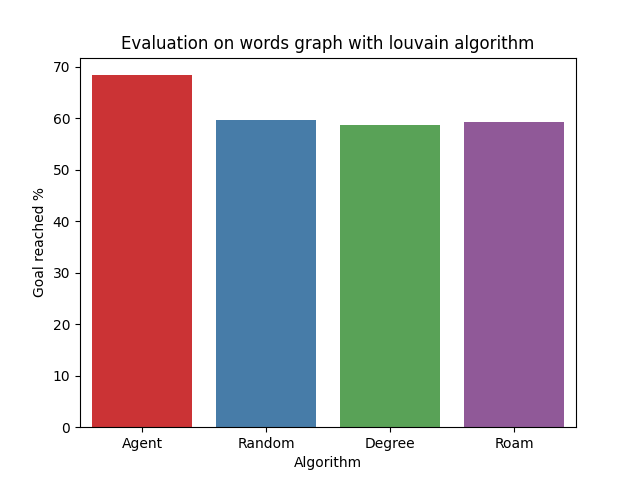 Evaluation on words graph with louvain algorithm
70
60
50
40
30
20
10
0
Goal reached %
Agent Random Degree Roam
Algorithm